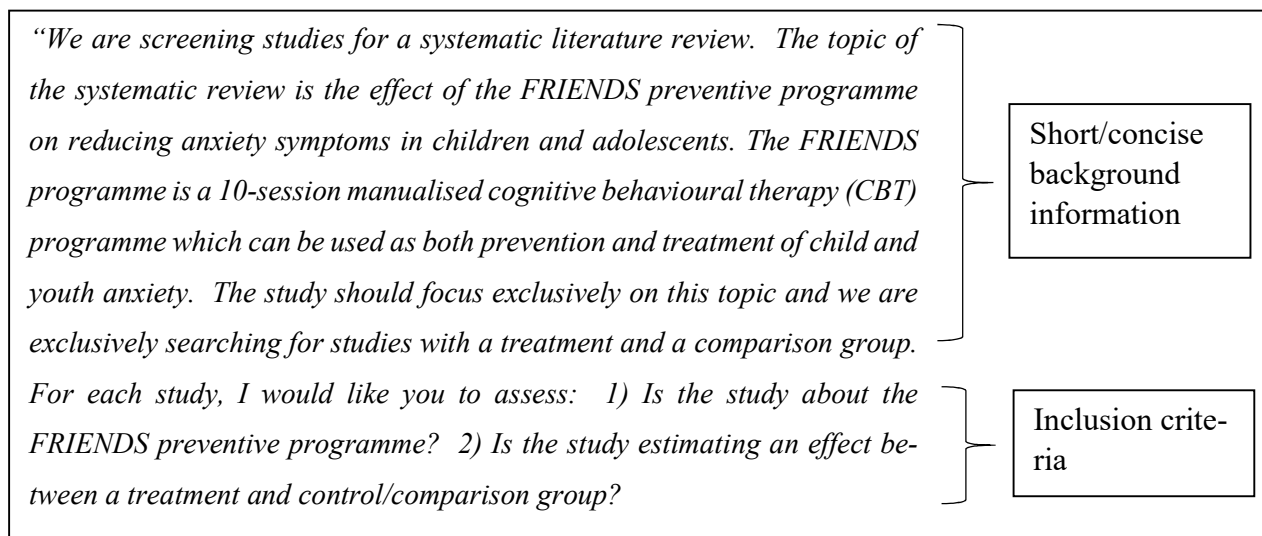 “We are screening studies for a systematic literature review.  The topic of
the systematic review is the effect of the FRIENDS preventive programme
on reducing anxiety symptoms in children and adolescents. The FRIENDS
programme is a 10-session manualised cognitive behavioural therapy (CBT)
programme which can be used as both prevention and treatment of child and
youth anxiety.  The study should focus exclusively on this topic and we are
exclusively searching for studies with a treatment and a comparison group.
For each study, I would like you to assess:  1) Is the study about the
FRIENDS preventive programme?  2) Is the study estimating an effect be-
tween a treatment and control/comparison group?
Short/concise
background
information
Inclusion crite-
ria